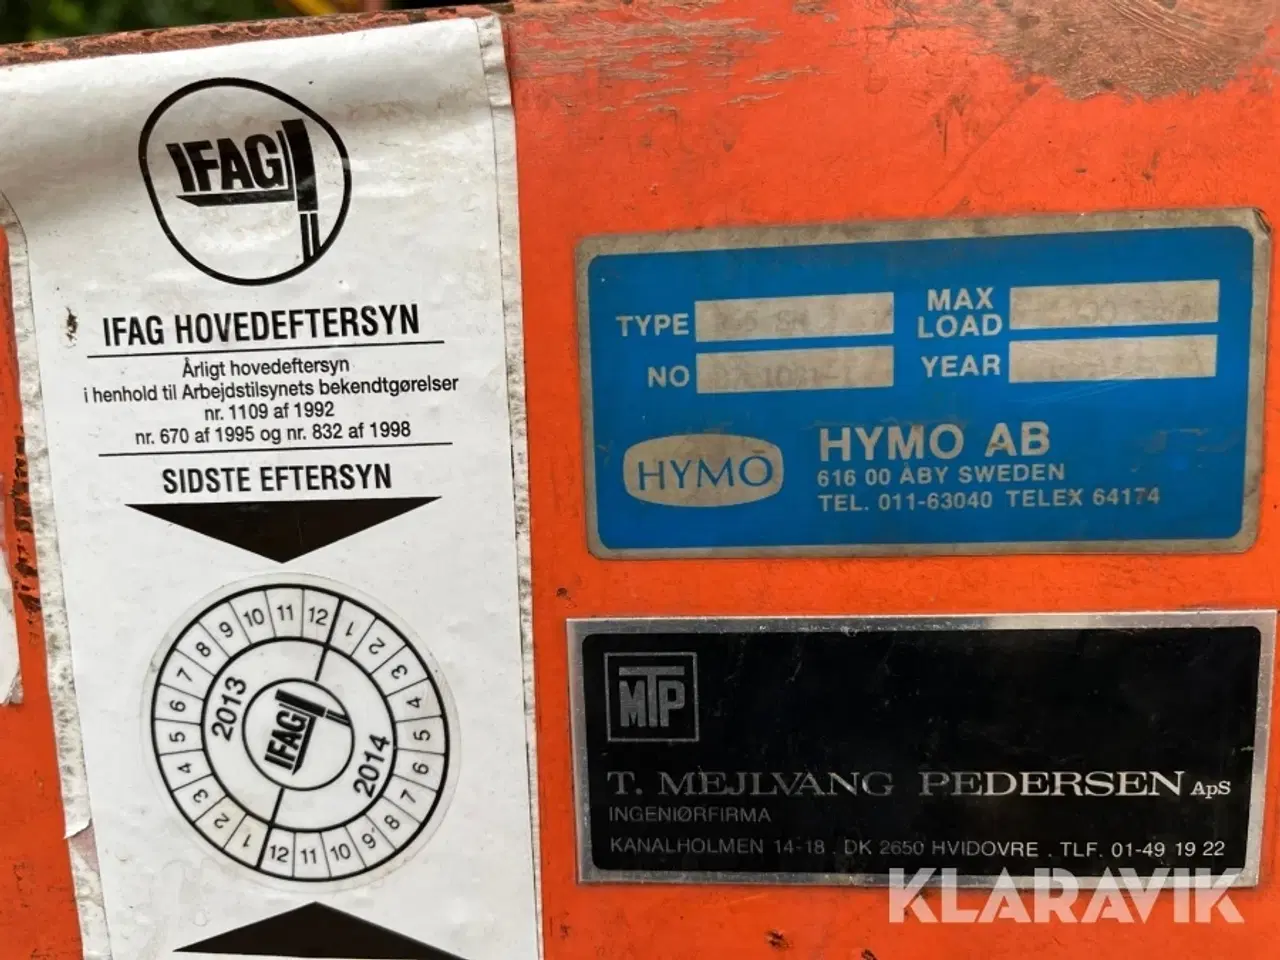 IFAG
IFAG HOVEDEFTERSYN
Årligt hovedeftersyn
i henhold til Arbejdstilsynets bekendtgørelser
nr. 1109 af 1992
nr. 670 af 1995 og nr. 832 af 1998
SIDSTE EFTERSYN
2013
1 2 3 4 5 6 7 8 9 10 11 12
2014
1 2 3 4 5 6 7 8 9 10 11 12
IFAG
TYPE
MAX LOAD
NO
YEAR
HYMO
HYMO AB
616 00 ÅBY SWEDEN
TEL. 011-63040 TELEX 64174
MTP
T. MEJLVANG PEDERSEN ApS
INGENIØRFIRMA
KANALHOLMEN 14-18 . DK 2650 HVIDOVRE . TLF. 01-49 19 22
KLARAVIK